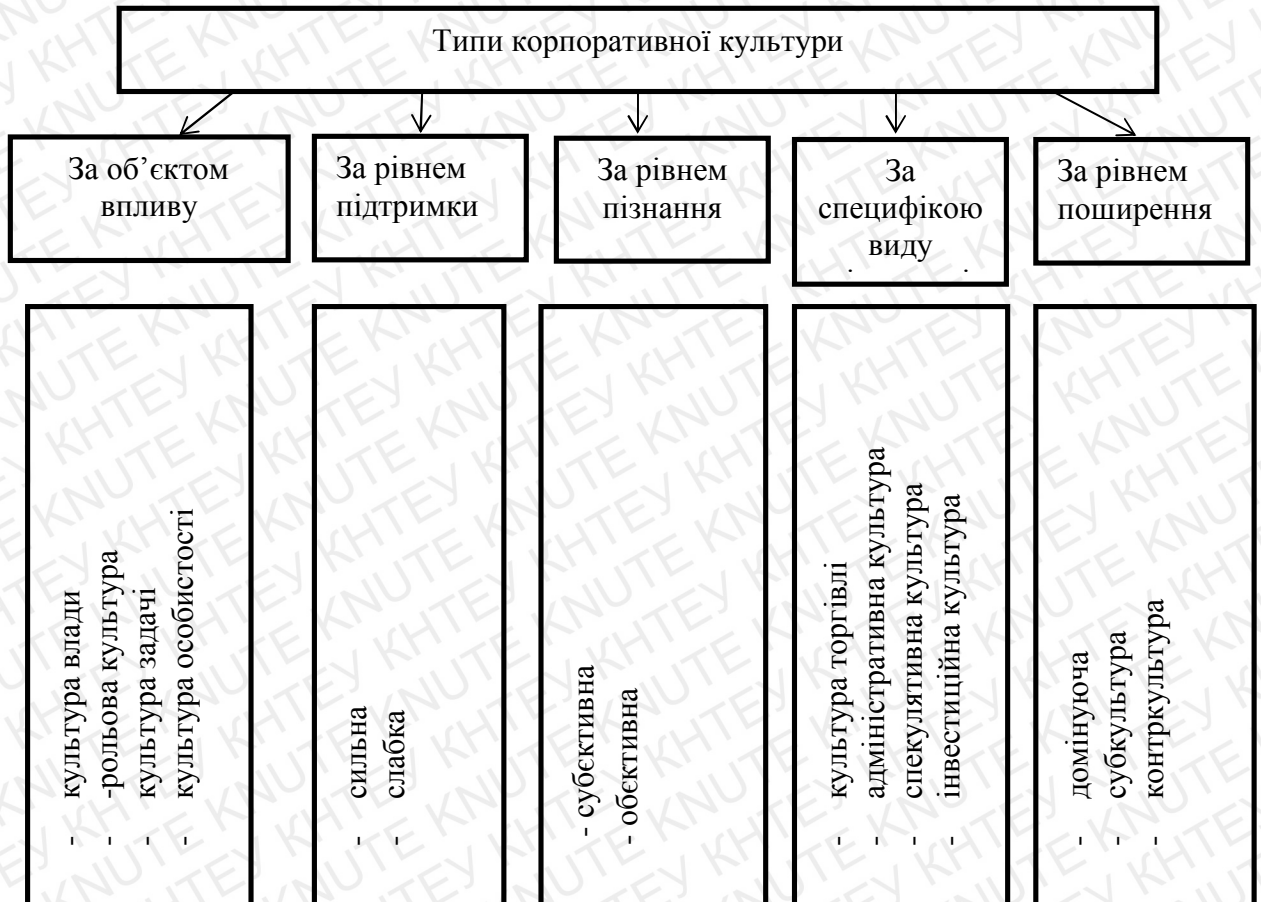 Типи корпоративної культури
За об’єктом
впливу
За рівнем
підтримки
За рівнем
пізнання
За
специфікою
виду
За рівнем
поширення
- культура влади
- -рольова культура
- культура задачі
- культура особистості
- сильна
- слабка
- субєктивна
- обєктивна
- культура торгівлі
- адміністративна культура
- спекулятивна культура
- інвестиційна культура
- домінуюча
- субкультура
- контркультура